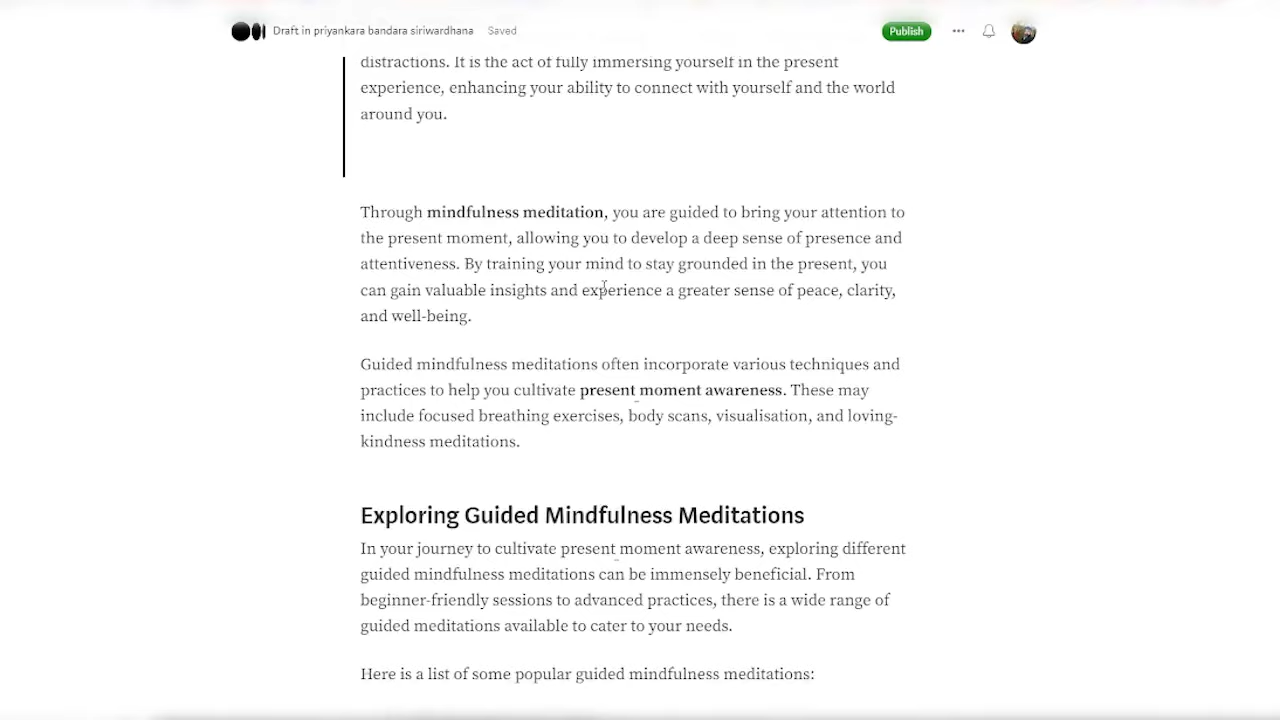 Draft in priyankara bandara siriwardhana Saved Publish
distractions. It is the act of fully immersing yourself in the present
experience, enhancing your ability to connect with yourself and the world
around you.
Through mindfulness meditation, you are guided to bring your attention to
the present moment, allowing you to develop a deep sense of presence and
attentiveness. By training your mind to stay grounded in the present, you
can gain valuable insights and experience a greater sense of peace, clarity,
and well-being.
Guided mindfulness meditations often incorporate various techniques and
practices to help you cultivate present moment awareness. These may
include focused breathing exercises, body scans, visualisation, and loving-
kindness meditations.
Exploring Guided Mindfulness Meditations
In your journey to cultivate present moment awareness, exploring different
guided mindfulness meditations can be immensely beneficial. From
beginner-friendly sessions to advanced practices, there is a wide range of
guided meditations available to cater to your needs.
Here is a list of some popular guided mindfulness meditations: